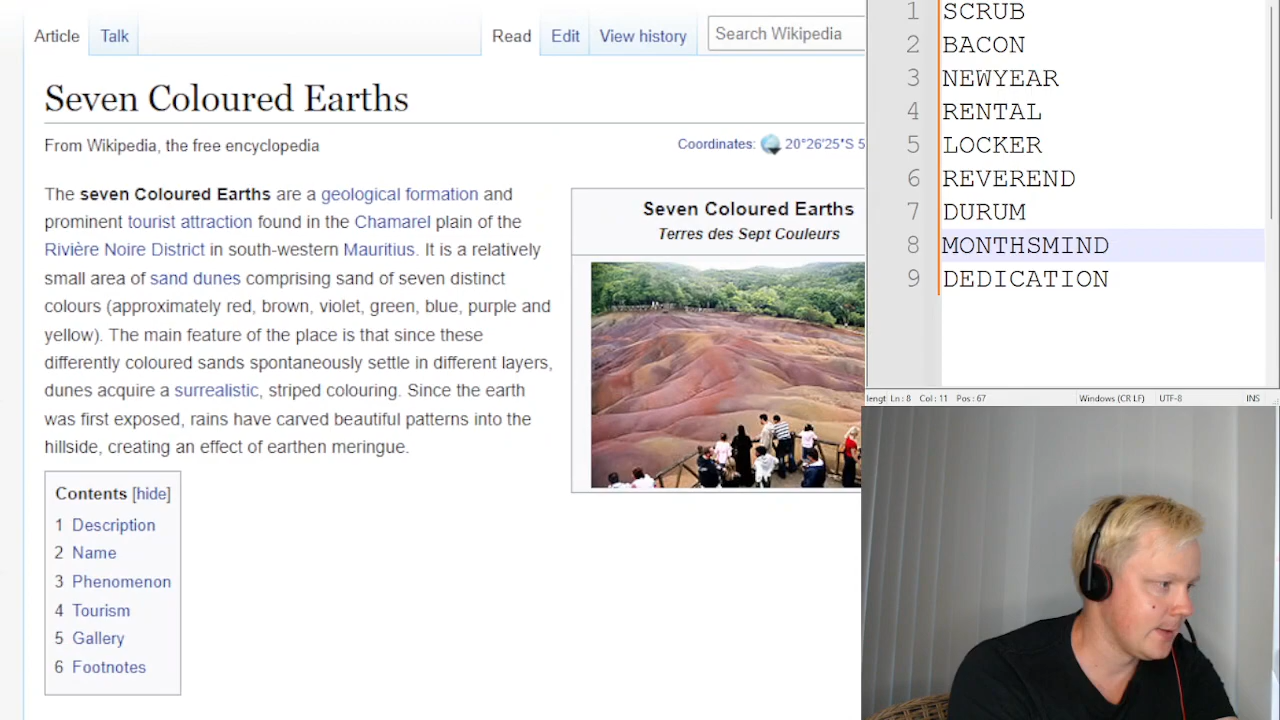 Article Talk Read Edit View history Search Wikipedia
Seven Coloured Earths
From Wikipedia, the free encyclopedia
Coordinates: 20°26′25″S 5
The seven Coloured Earths are a geological formation and
prominent tourist attraction found in the Chamarel plain of the
Rivière Noire District in south-western Mauritius. It is a relatively
small area of sand dunes comprising sand of seven distinct
colours (approximately red, brown, violet, green, blue, purple and
yellow). The main feature of the place is that since these
differently coloured sands spontaneously settle in different layers,
dunes acquire a surrealistic, striped colouring. Since the earth
was first exposed, rains have carved beautiful patterns into the
hillside, creating an effect of earthen meringue.
Seven Coloured Earths
Terres des Sept Couleurs
Contents [hide]
1 Description
2 Name
3 Phenomenon
4 Tourism
5 Gallery
6 Footnotes
1 SCRUB
2 BACON
3 NEWYEAR
4 RENTAL
5 LOCKER
6 REVEREND
7 DURUM
8 MONTHSMIND
9 DEDICATION
lengt Ln:8 Col:11 Pos:67 Windows (CR LF) UTF-8 INS